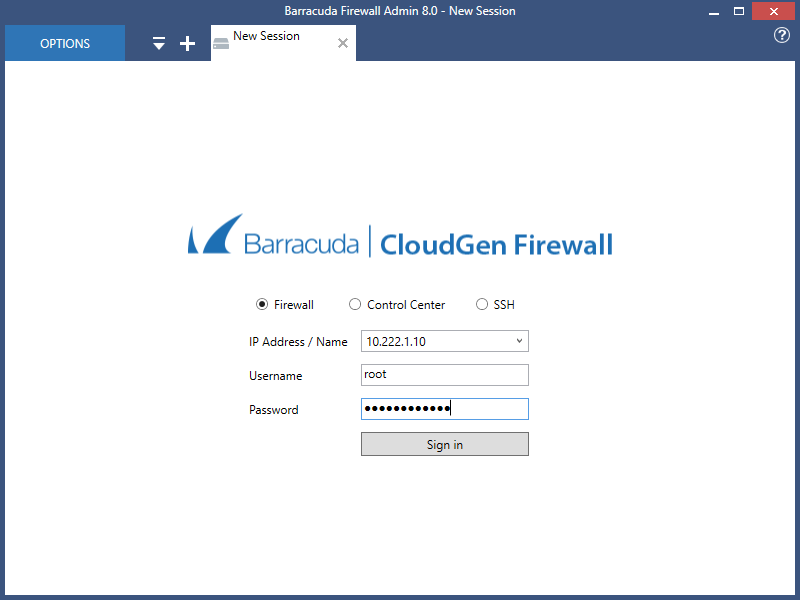 Barracuda Firewall Admin 8.0 - New Session
OPTIONS
New Session
Barracuda | CloudGen Firewall
Firewall Control Center SSH
IP Address / Name 10.222.1.10
Username root
Password ●●●●●●●●●●●●
Sign in